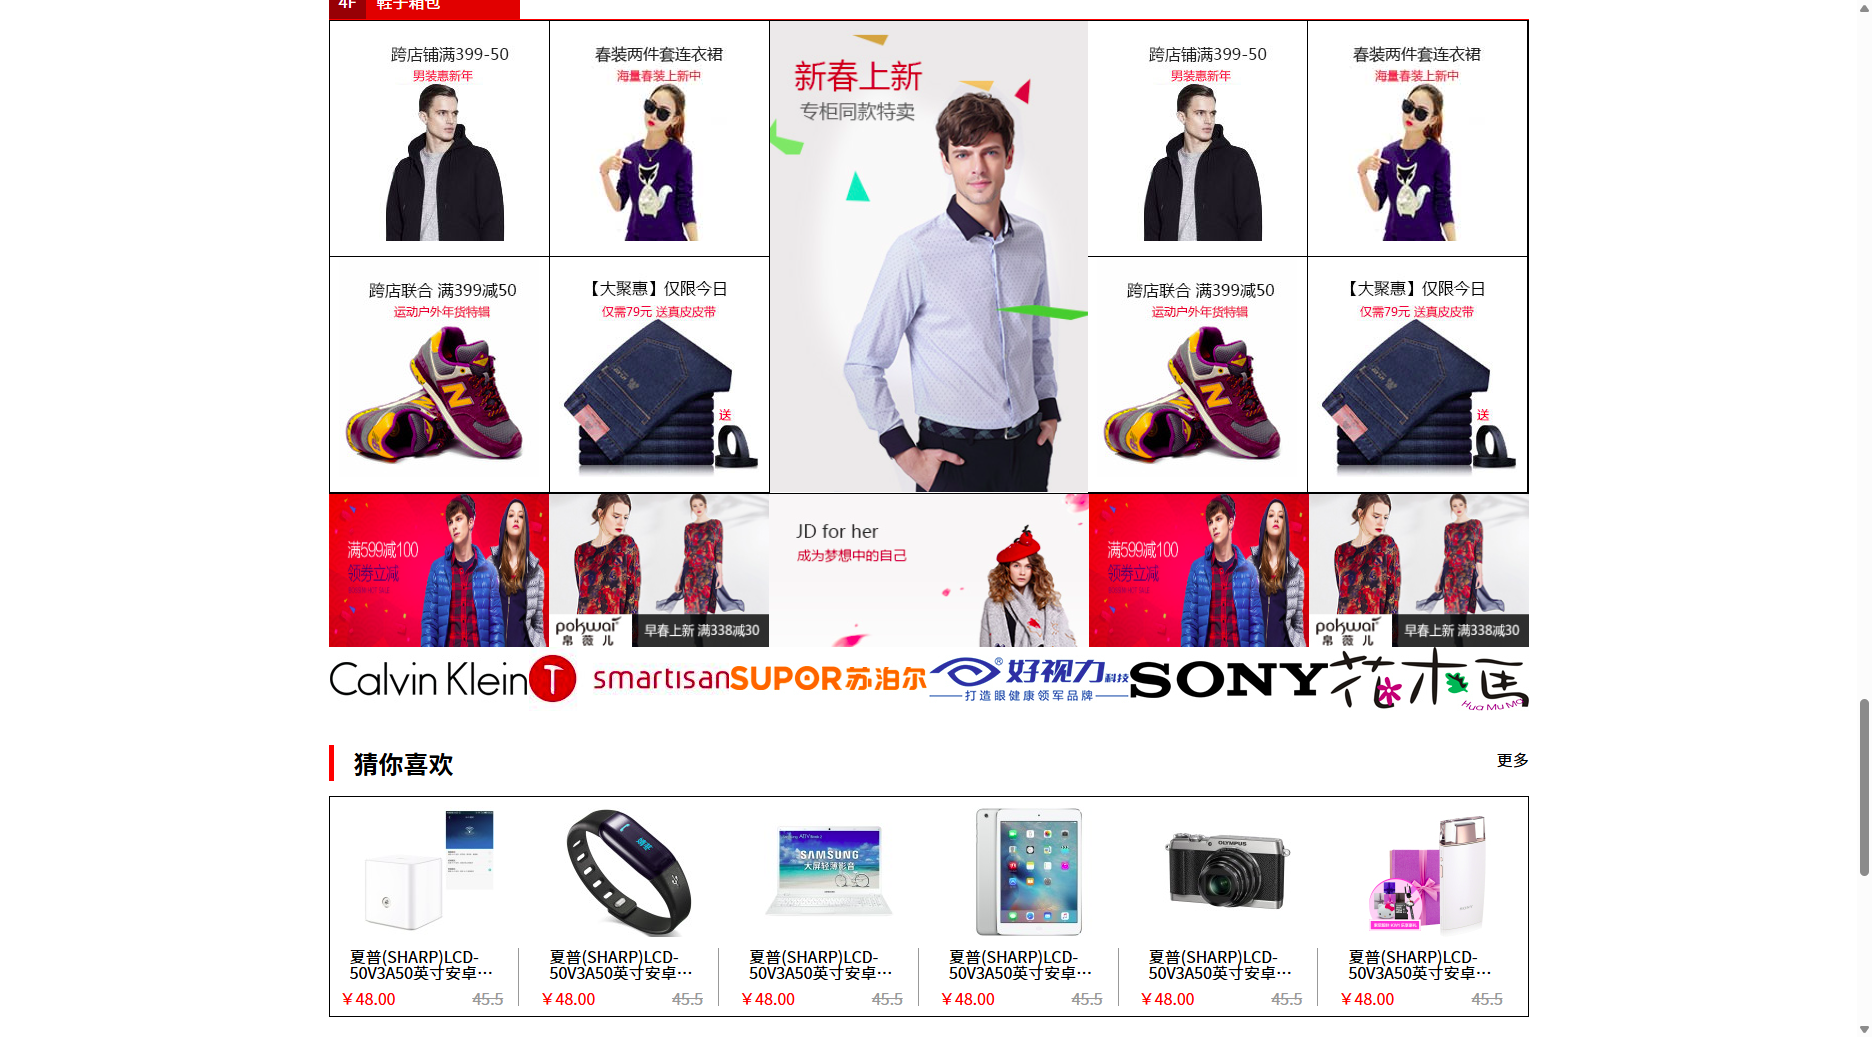 4F 鞋子箱包
跨店铺满399-50
男装惠新年
春装两件套连衣裙
海量春装上新中
新春上新
专柜同款特卖
跨店铺满399-50
男装惠新年
春装两件套连衣裙
海量春装上新中
跨店联合 满399减50
运动户外年货特辑
【大聚惠】仅限今日
仅需79元 送真皮皮带
送
跨店联合 满399减50
运动户外年货特辑
【大聚惠】仅限今日
仅需79元 送真皮皮带
送
满599减100
领券立减
pokwai
帛薇儿
早春上新 满338减30
JD for her
成为梦想中的自己
满599减100
领券立减
pokwai
帛薇儿
早春上新 满338减30
Calvin Klein
T smartisan
SUPOR苏泊尔
®好视力科技
打造眼健康领军品牌
SONY
花木馬
Hua Mu Ma
猜你喜欢
更多
SAMSUNG
大屏轻薄影音
OLYMPUS
夏普(SHARP)LCD-
50V3A50英寸安卓…
￥48.00 45.5
夏普(SHARP)LCD-
50V3A50英寸安卓…
￥48.00 45.5
夏普(SHARP)LCD-
50V3A50英寸安卓…
￥48.00 45.5
夏普(SHARP)LCD-
50V3A50英寸安卓…
￥48.00 45.5
夏普(SHARP)LCD-
50V3A50英寸安卓…
￥48.00 45.5
夏普(SHARP)LCD-
50V3A50英寸安卓…
￥48.00 45.5